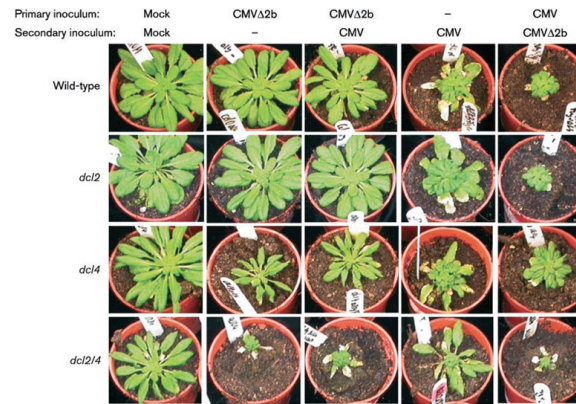 Primary inoculum: Mock CMVΔ2b CMVΔ2b – CMV
Secondary inoculum: Mock – CMV CMV CMVΔ2b
Wild-type
dcl2
dcl4
dcl2/4